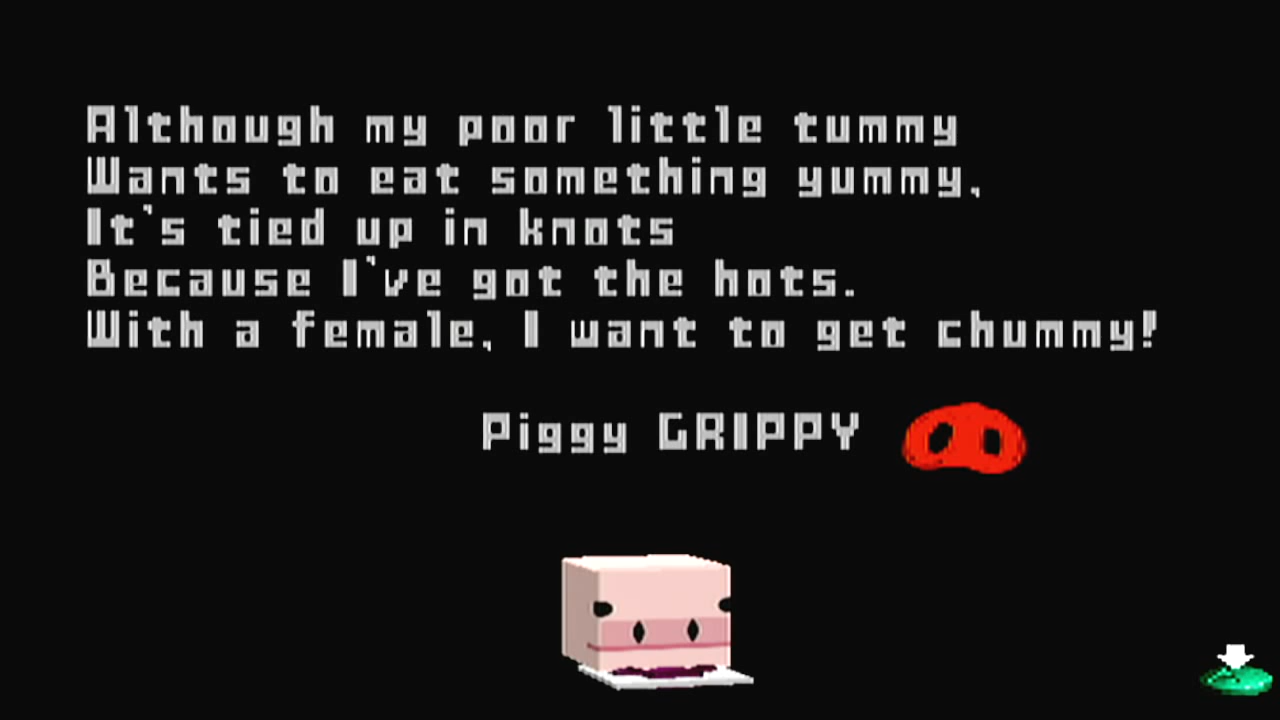 Although my poor little tummy
Wants to eat something yummy,
It's tied up in knots
Because I've got the hots.
With a female, I want to get chummy!
Piggy GRIPPY